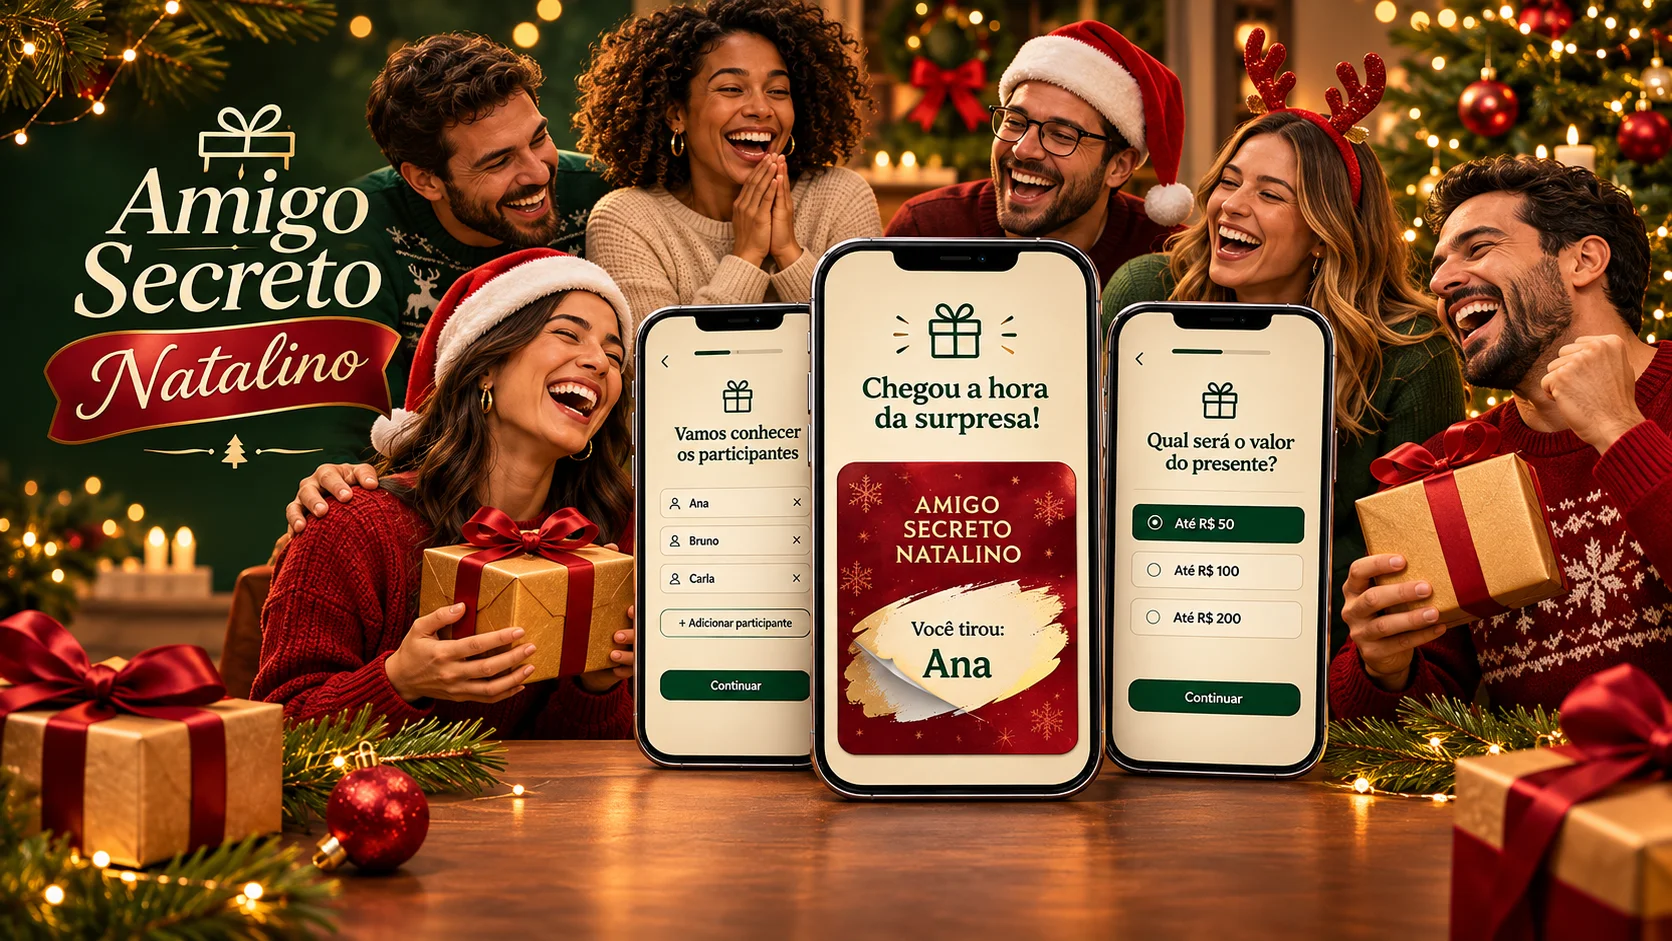 Amigo
Secreto
Natalino
Vamos conhecer
os participantes
Ana
Bruno
Carla
+ Adicionar participante
Continuar
Chegou a hora
da surpresa!
AMIGO
SECRETO
NATALINO
Você tirou:
Ana
Qual será o valor
do presente?
Até R$ 50
Até R$ 100
Até R$ 200
Continuar